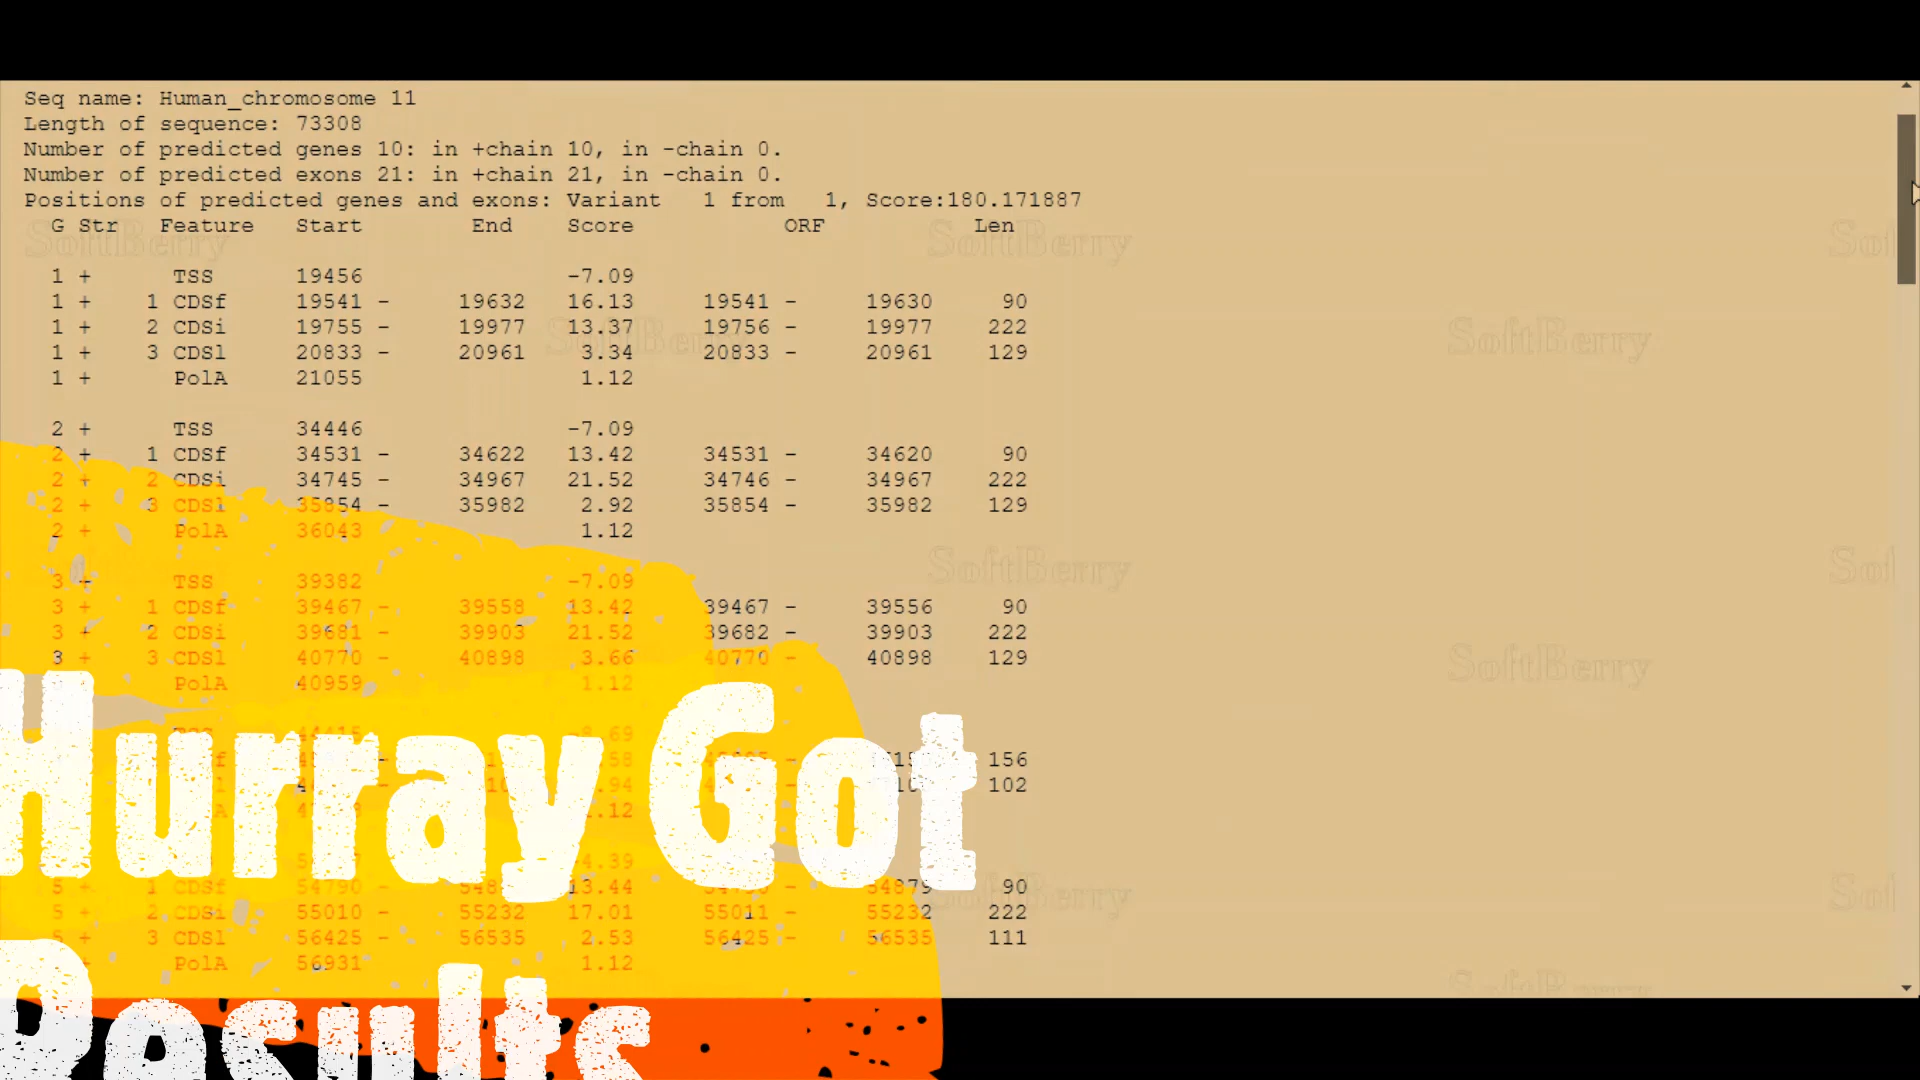 Seq name: Human_chromosome 11
Length of sequence: 73308
Number of predicted genes 10: in +chain 10, in -chain 0.
Number of predicted exons 21: in +chain 21, in -chain 0.
Positions of predicted genes and exons: Variant 1 from 1, Score:180.171887
G Str Feature Start End Score ORF Len
SoftBerry SoftBerry Sof
1 + TSS 19456 -7.09
1 + 1 CDSf 19541 - 19632 16.13 19541 - 19630 90
1 + 2 CDSi 19755 - 19977 13.37 19756 - 19977 222
SoftBerry SoftBerry
1 + 3 CDSl 20833 - 20961 3.34 20833 - 20961 129
1 + PolA 21055 1.12
2 + TSS 34446 -7.09
2 + 1 CDSf 34531 - 34622 13.42 34531 - 34620 90
2 + 2 CDSi 34745 - 34967 21.52 34746 - 34967 222
2 + 3 CDSl 35854 - 35982 2.92 35854 - 35982 129
2 + PolA 36043 1.12
SoftBerry Sof
3 + TSS 39382 -7.09
3 + 1 CDSf 39467 - 39558 13.42 39467 - 39556 90
3 + 2 CDSi 39681 - 39903 21.52 39682 - 39903 222
3 + 3 CDSl 40770 - 40898 3.66 40770 - 40898 129
SoftBerry
PolA 40959 1.12
156
102
Hurray Got
5 + 1 CDSf 54790 - 13.44 - 54879 90
5 + 2 CDSi 55010 - 55232 17.01 55011 - 55232 222
5 + 3 CDSl 56425 - 56535 2.53 56425 - 56535 111
+ PolA 56931 1.12
Results